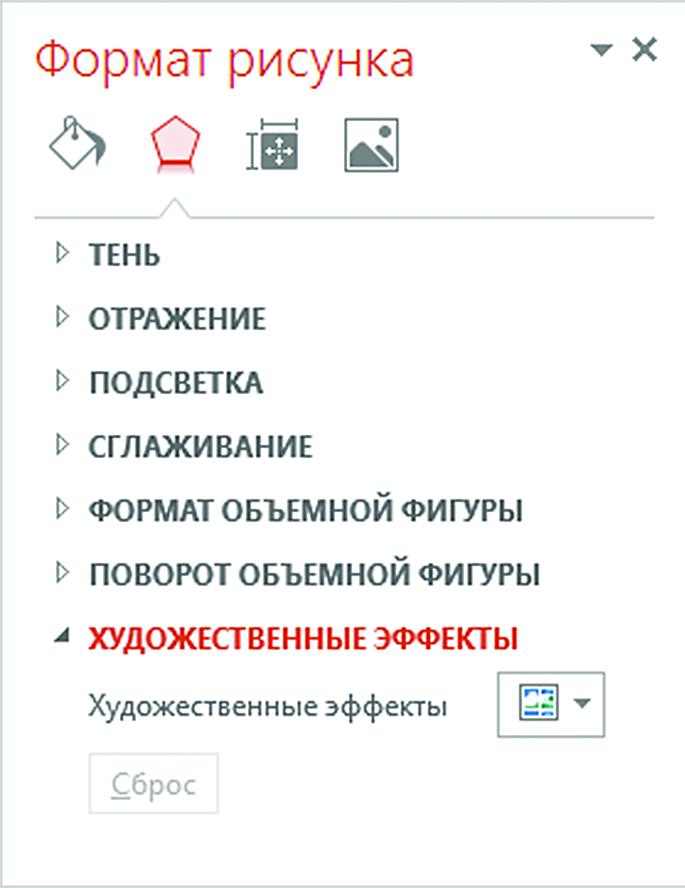 Формат рисунка
ТЕНЬ
ОТРАЖЕНИЕ
ПОДСВЕТКА
СГЛАЖИВАНИЕ
ФОРМАТ ОБЪЕМНОЙ ФИГУРЫ
ПОВОРОТ ОБЪЕМНОЙ ФИГУРЫ
ХУДОЖЕСТВЕННЫЕ ЭФФЕКТЫ
Художественные эффекты
Сброс